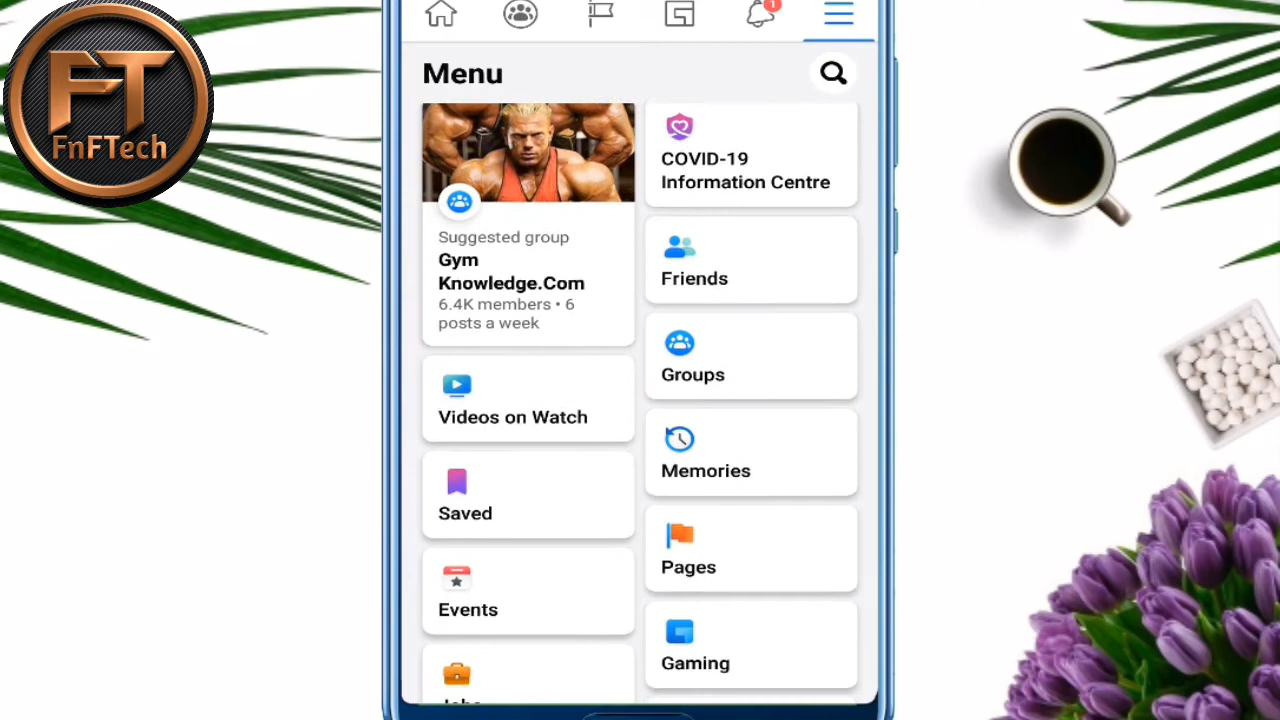 FT
FnFTech
1
Menu
Suggested group
Gym
Knowledge.Com
6.4K members • 6
posts a week
Videos on Watch
Saved
Events
Jobs
COVID-19
Information Centre
Friends
Groups
Memories
Pages
Gaming